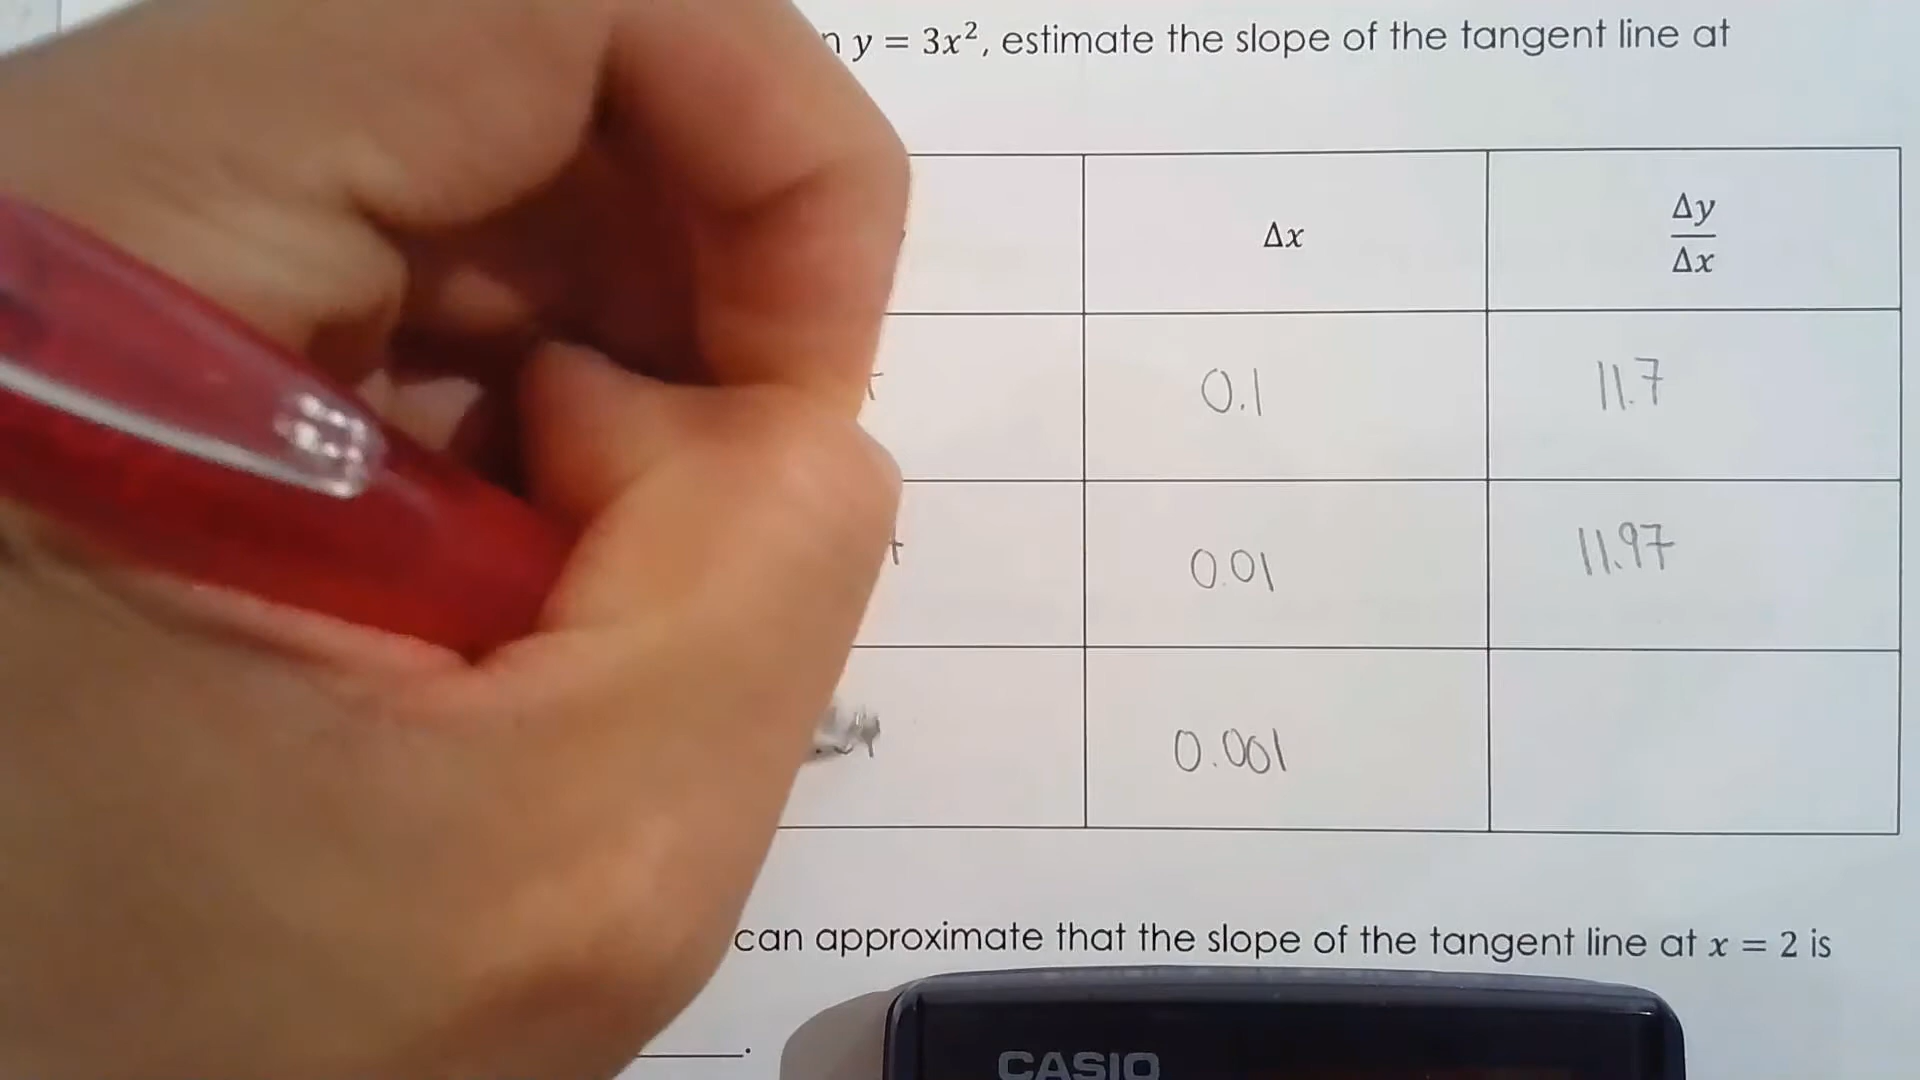 y = 3x², estimate the slope of the tangent line at
Δx
Δy
Δx
0.1
11.7
0.01
11.97
0.001
can approximate that the slope of the tangent line at x = 2 is
.
CASIO